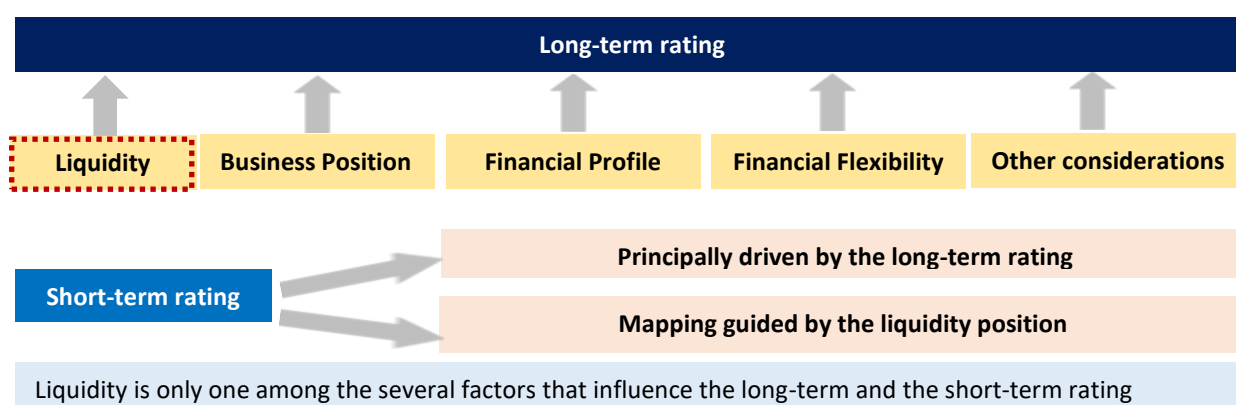 Long-term rating
Liquidity
Business Position
Financial Profile
Financial Flexibility
Other considerations
Principally driven by the long-term rating
Short-term rating
Mapping guided by the liquidity position
Liquidity is only one among the several factors that influence the long-term and the short-term rating